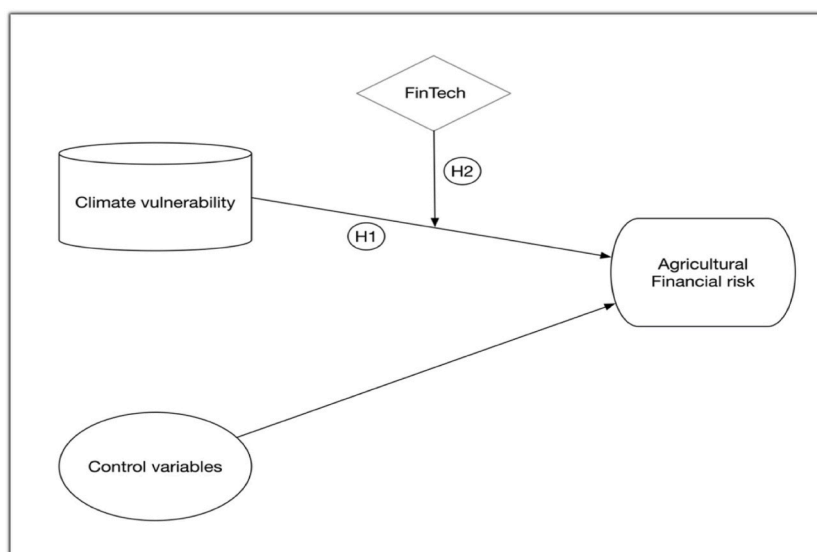 FinTech
H2
Climate vulnerability
H1
Agricultural
Financial risk
Control variables